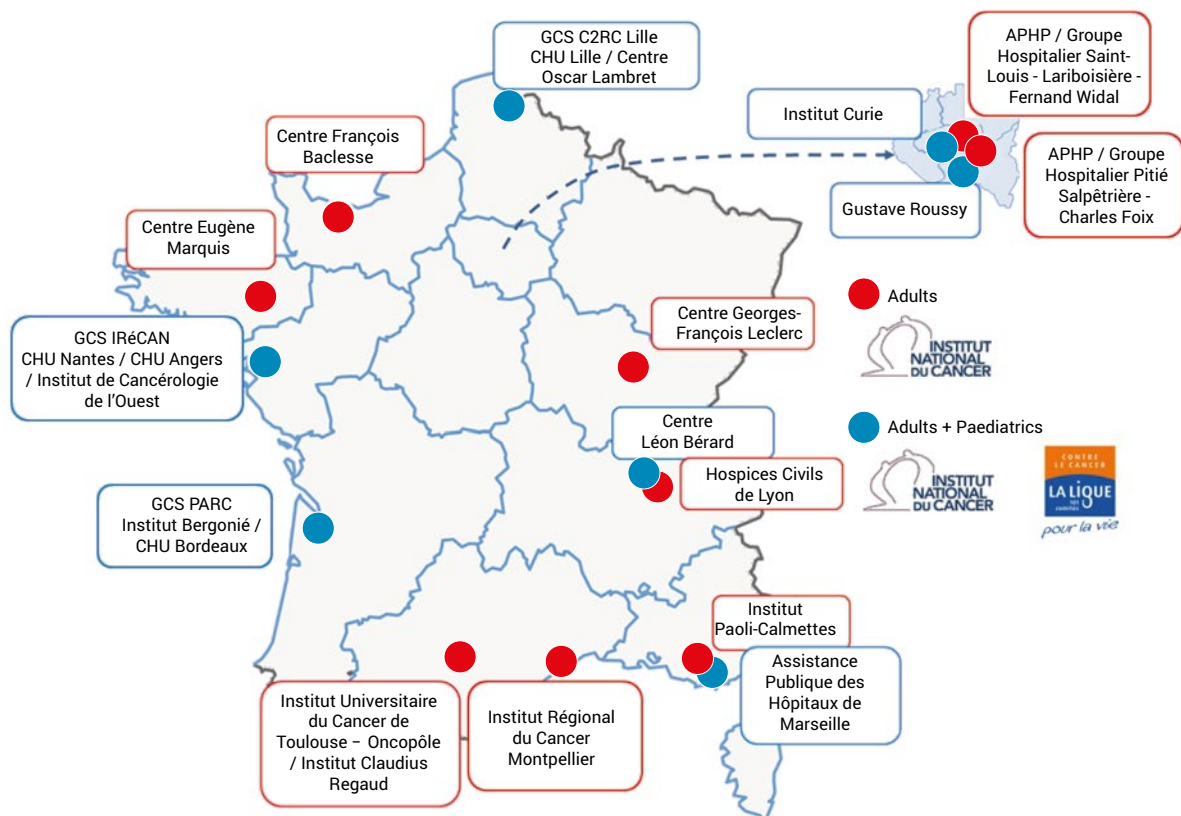 GCS C2RC Lille
CHU Lille / Centre
Oscar Lambret
APHP / Groupe
Hospitalier Saint-
Louis - Lariboisière -
Fernand Widal
Centre François
Baclesse
Institut Curie
APHP / Groupe
Hospitalier Pitié
Salpêtrière -
Charles Foix
Gustave Roussy
Centre Eugène
Marquis
Adults
INSTITUT
NATIONAL
DU CANCER
Centre Georges-
François Leclerc
GCS IRéCAN
CHU Nantes / CHU Angers
/ Institut de Cancérologie
de l'Ouest
Adults + Paediatrics
INSTITUT
NATIONAL
DU CANCER
CONTRE
LE CANCER
LA LIGUE
pour la vie
Centre
Léon Bérard
Hospices Civils
de Lyon
GCS PARC
Institut Bergonié /
CHU Bordeaux
Institut
Paoli-Calmettes
Assistance
Publique des
Hôpitaux de
Marseille
Institut Universitaire
du Cancer de
Toulouse – Oncopôle
/ Institut Claudius
Regaud
Institut Régional
du Cancer
Montpellier